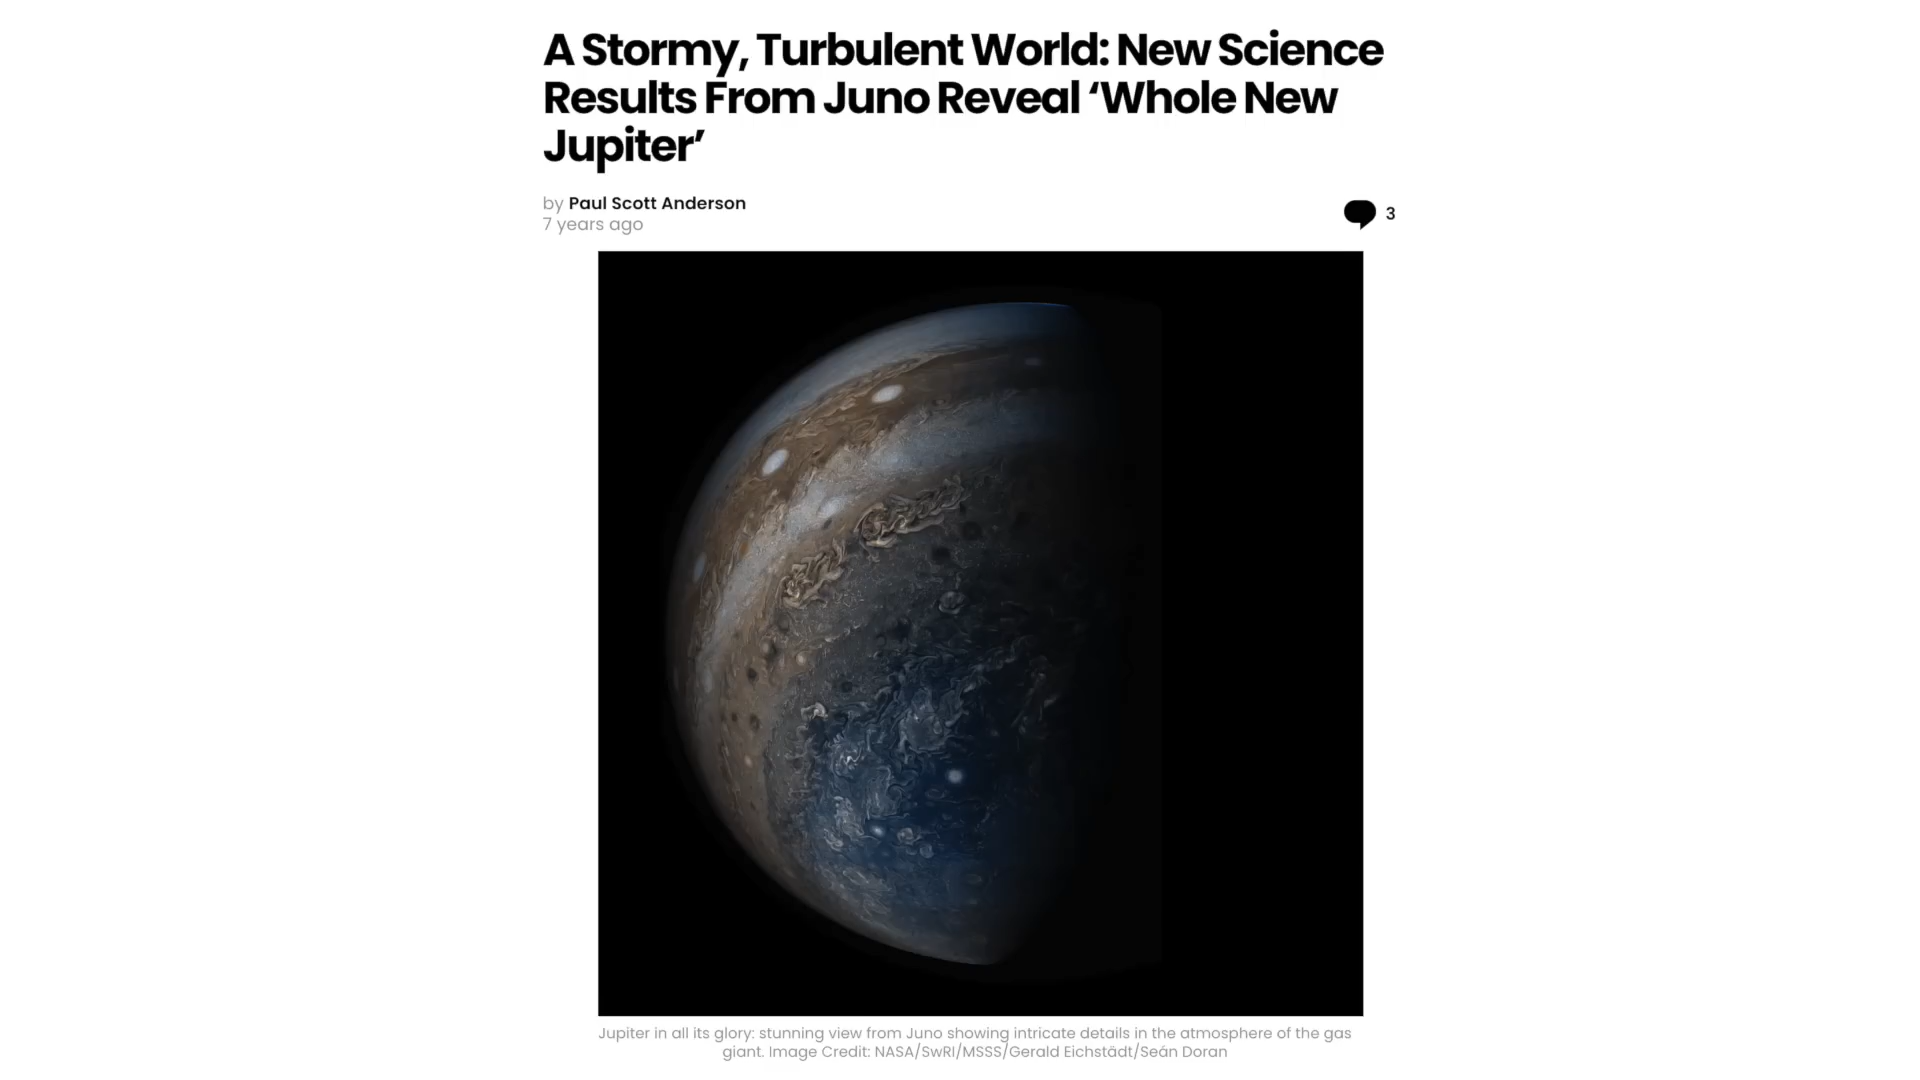 A Stormy, Turbulent World: New Science
Results From Juno Reveal ‘Whole New
Jupiter’
by Paul Scott Anderson
7 years ago
3
Jupiter in all its glory: stunning view from Juno showing intricate details in the atmosphere of the gas
giant. Image Credit: NASA/SwRI/MSSS/Gerald Eichstädt/Seán Doran